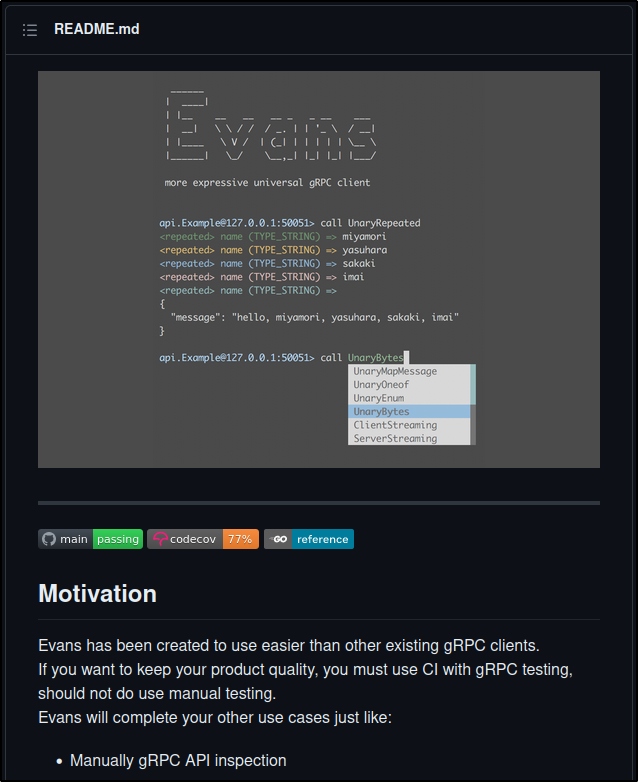 README.md
Evans
more expressive universal gRPC client
api.Example@127.0.0.1:50051> call UnaryRepeated
<repeated> name (TYPE_STRING) => miyamori
<repeated> name (TYPE_STRING) => yasuhara
<repeated> name (TYPE_STRING) => sakaki
<repeated> name (TYPE_STRING) => imai
<repeated> name (TYPE_STRING) =>
{
"message": "hello, miyamori, yasuhara, sakaki, imai"
}
api.Example@127.0.0.1:50051> call UnaryBytes
UnaryMapMessage
UnaryOneof
UnaryEnum
UnaryBytes
ClientStreaming
ServerStreaming
main passing codecov 77% GO reference
Motivation
Evans has been created to use easier than other existing gRPC clients.
If you want to keep your product quality, you must use CI with gRPC testing,
should not do use manual testing.
Evans will complete your other use cases just like:
• Manually gRPC API inspection